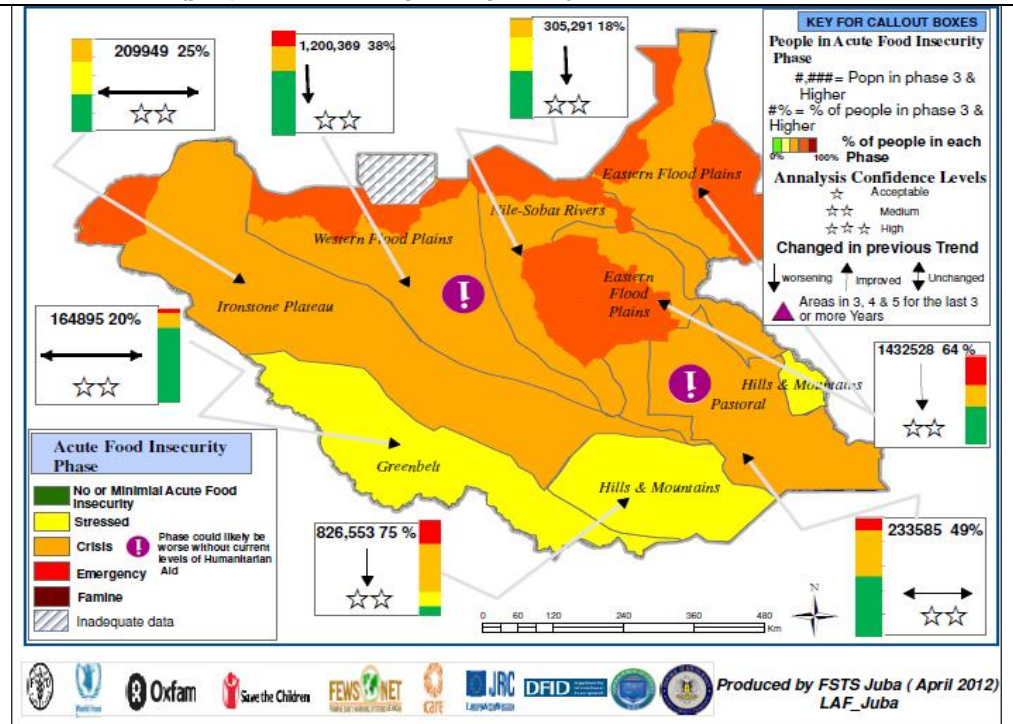 209949 25%
1,200,369 38%
305,291 18%
KEY FOR CALLOUT BOXES
People in Acute Food Insecurity
Phase
#,###= Popn in phase 3 &
Higher
#% = % of people in phase 3 &
Higher
% of people in each
Phase
0% 100%
Annalysis Confidence Levels
Acceptable
Medium
High
Changed in previous Trend
worsening Improved Unchanged
Areas in 3, 4 & 5 for the last 3
or more Years
Eastern Flood Plains
Nile-Sobat Rivers
Western Flood Plains
Eastern
Flood
Plains
Ironstone Plateau
i
164895 20%
1432528 64 %
i
Hills & Mountains
Pastoral
Greenbelt
Hills & Mountains
Acute Food Insecurity
Phase
No or Minimial Acute Food
Insecurity
Stressed
Crisis
Emergency
Famine
Inadequate data
i
Phase could likely be
worse without current
levels of Humanitarian
Aid
826,553 75 %
233585 49%
N
0 60 120 240 360 480
Km
Oxfam
Save the Children
FEWS NET
care
JRC
DFID
Produced by FSTS Juba ( April 2012)
LAF_Juba